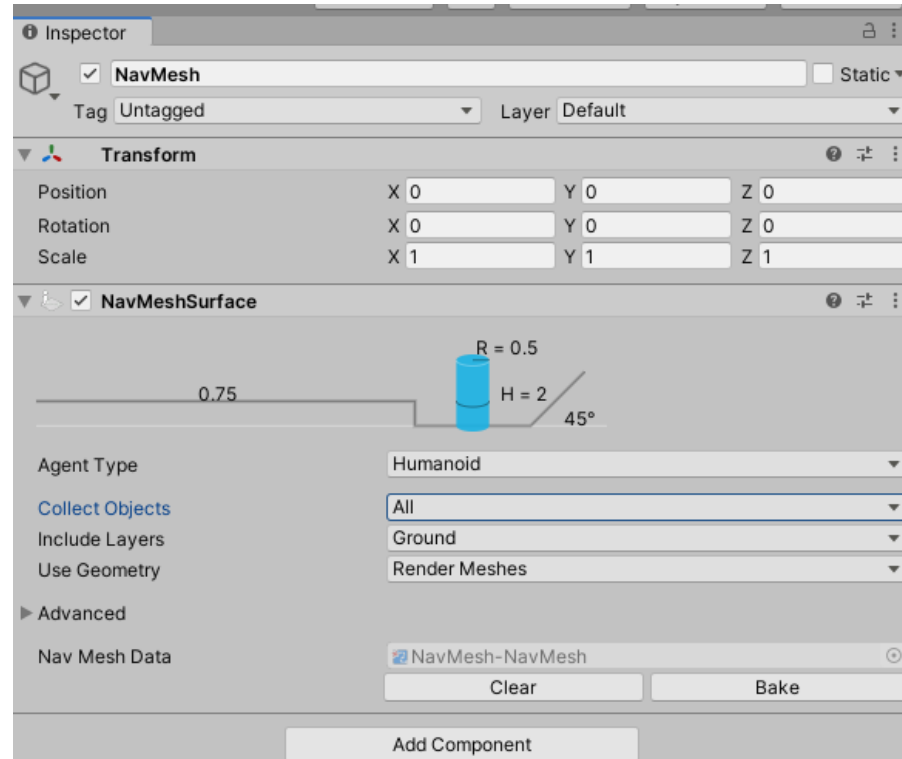 Inspector
NavMesh Static
Tag Untagged Layer Default
Transform
Position X 0 Y 0 Z 0
Rotation X 0 Y 0 Z 0
Scale X 1 Y 1 Z 1
NavMeshSurface
R = 0.5
0.75 H = 2
45°
Agent Type Humanoid
Collect Objects All
Include Layers Ground
Use Geometry Render Meshes
Advanced
Nav Mesh Data NavMesh-NavMesh
Clear Bake
Add Component